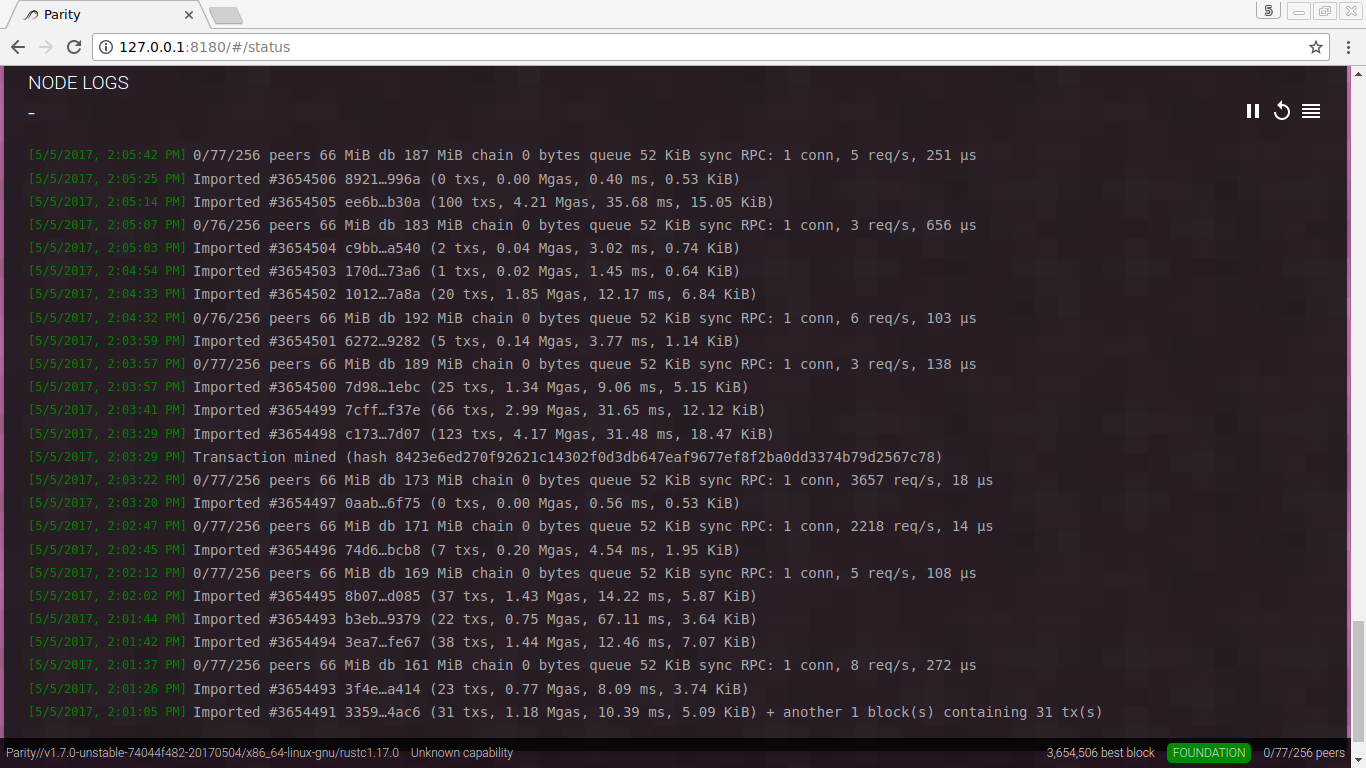 Parity
5
127.0.0.1:8180/#/status
NODE LOGS
-
[5/5/2017, 2:05:42 PM] 0/77/256 peers 66 MiB db 187 MiB chain 0 bytes queue 52 KiB sync RPC: 1 conn, 5 req/s, 251 µs
[5/5/2017, 2:05:25 PM] Imported #3654506 8921…996a (0 txs, 0.00 Mgas, 0.40 ms, 0.53 KiB)
[5/5/2017, 2:05:14 PM] Imported #3654505 ee6b…b30a (100 txs, 4.21 Mgas, 35.68 ms, 15.05 KiB)
[5/5/2017, 2:05:07 PM] 0/76/256 peers 66 MiB db 183 MiB chain 0 bytes queue 52 KiB sync RPC: 1 conn, 3 req/s, 656 µs
[5/5/2017, 2:05:03 PM] Imported #3654504 c9bb…a540 (2 txs, 0.04 Mgas, 3.02 ms, 0.74 KiB)
[5/5/2017, 2:04:54 PM] Imported #3654503 170d…73a6 (1 txs, 0.02 Mgas, 1.45 ms, 0.64 KiB)
[5/5/2017, 2:04:33 PM] Imported #3654502 1012…7a8a (20 txs, 1.85 Mgas, 12.17 ms, 6.84 KiB)
[5/5/2017, 2:04:32 PM] 0/76/256 peers 66 MiB db 192 MiB chain 0 bytes queue 52 KiB sync RPC: 1 conn, 6 req/s, 103 µs
[5/5/2017, 2:03:59 PM] Imported #3654501 6272…9282 (5 txs, 0.14 Mgas, 3.77 ms, 1.14 KiB)
[5/5/2017, 2:03:57 PM] 0/77/256 peers 66 MiB db 189 MiB chain 0 bytes queue 52 KiB sync RPC: 1 conn, 3 req/s, 138 µs
[5/5/2017, 2:03:57 PM] Imported #3654500 7d98…1ebc (25 txs, 1.34 Mgas, 9.06 ms, 5.15 KiB)
[5/5/2017, 2:03:41 PM] Imported #3654499 7cff…f37e (66 txs, 2.99 Mgas, 31.65 ms, 12.12 KiB)
[5/5/2017, 2:03:29 PM] Imported #3654498 c173…7d07 (123 txs, 4.17 Mgas, 31.48 ms, 18.47 KiB)
[5/5/2017, 2:03:29 PM] Transaction mined (hash 8423e6ed270f92621c14302f0d3db647eaf9677ef8f2ba0dd3374b79d2567c78)
[5/5/2017, 2:03:22 PM] 0/77/256 peers 66 MiB db 173 MiB chain 0 bytes queue 52 KiB sync RPC: 1 conn, 3657 req/s, 18 µs
[5/5/2017, 2:03:20 PM] Imported #3654497 0aab…6f75 (0 txs, 0.00 Mgas, 0.56 ms, 0.53 KiB)
[5/5/2017, 2:02:47 PM] 0/77/256 peers 66 MiB db 171 MiB chain 0 bytes queue 52 KiB sync RPC: 1 conn, 2218 req/s, 14 µs
[5/5/2017, 2:02:45 PM] Imported #3654496 74d6…bcb8 (7 txs, 0.20 Mgas, 4.54 ms, 1.95 KiB)
[5/5/2017, 2:02:12 PM] 0/77/256 peers 66 MiB db 169 MiB chain 0 bytes queue 52 KiB sync RPC: 1 conn, 5 req/s, 108 µs
[5/5/2017, 2:02:02 PM] Imported #3654495 8b07…d085 (37 txs, 1.43 Mgas, 14.22 ms, 5.87 KiB)
[5/5/2017, 2:01:44 PM] Imported #3654493 b3eb…9379 (22 txs, 0.75 Mgas, 67.11 ms, 3.64 KiB)
[5/5/2017, 2:01:42 PM] Imported #3654494 3ea7…fe67 (38 txs, 1.44 Mgas, 12.46 ms, 7.07 KiB)
[5/5/2017, 2:01:37 PM] 0/77/256 peers 66 MiB db 161 MiB chain 0 bytes queue 52 KiB sync RPC: 1 conn, 8 req/s, 272 µs
[5/5/2017, 2:01:26 PM] Imported #3654493 3f4e…a414 (23 txs, 0.77 Mgas, 8.09 ms, 3.74 KiB)
[5/5/2017, 2:01:05 PM] Imported #3654491 3359…4ac6 (31 txs, 1.18 Mgas, 10.39 ms, 5.09 KiB) + another 1 block(s) containing 31 tx(s)
Parity//v1.7.0-unstable-74044f482-20170504/x86_64-linux-gnu/rustc1.17.0 Unknown capability 3,654,506 best block FOUNDATION 0/77/256 peers